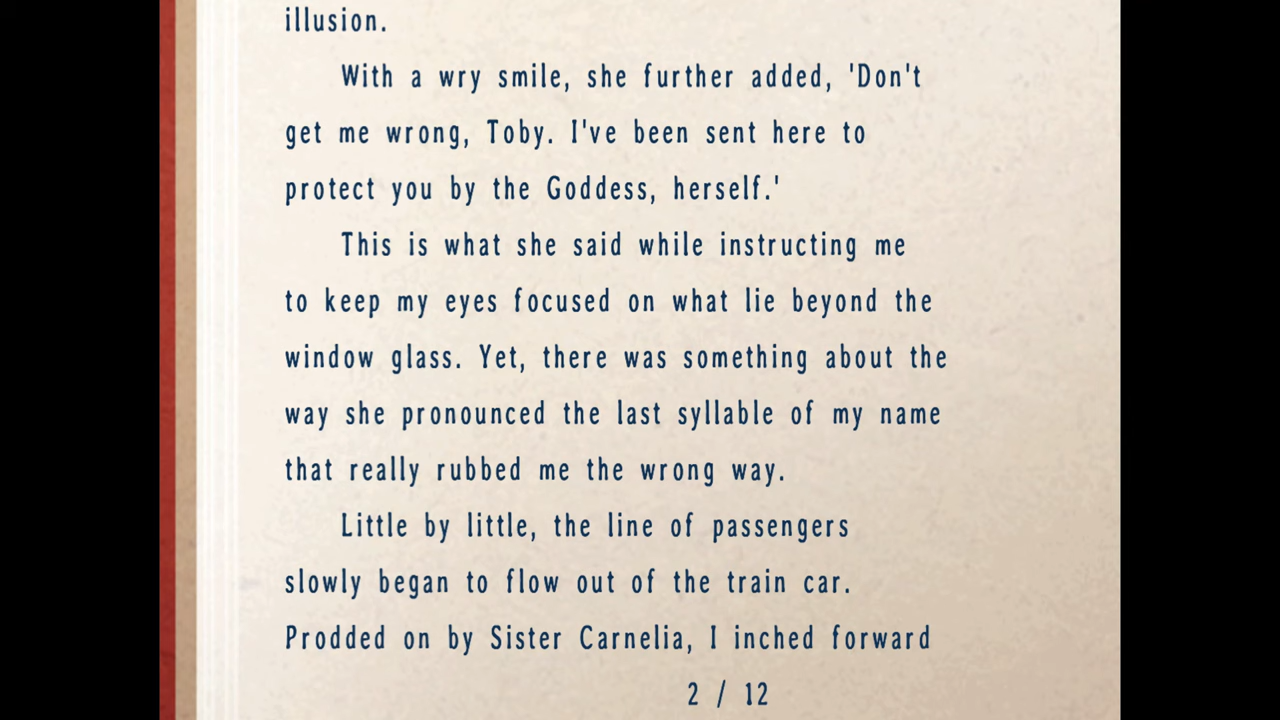 illusion.
With a wry smile, she further added, 'Don't
get me wrong, Toby. I've been sent here to
protect you by the Goddess, herself.'
This is what she said while instructing me
to keep my eyes focused on what lie beyond the
window glass. Yet, there was something about the
way she pronounced the last syllable of my name
that really rubbed me the wrong way.
Little by little, the line of passengers
slowly began to flow out of the train car.
Prodded on by Sister Carnelia, I inched forward
2 / 12